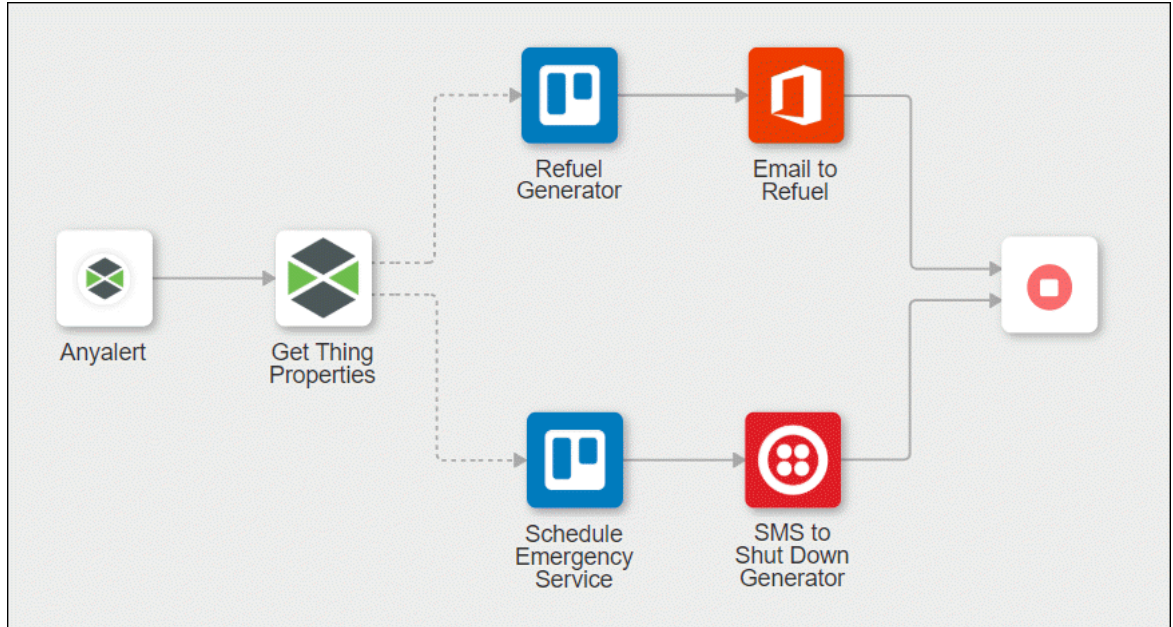 Refuel
Generator
Email to
Refuel
Anyalert
Get Thing
Properties
Schedule
Emergency
Service
SMS to
Shut Down
Generator